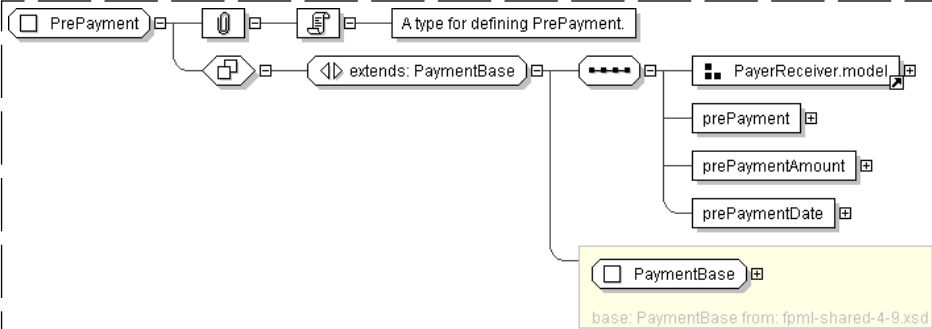 PrePayment
A type for defining PrePayment.
extends: PaymentBase
PayerReceiver.model
prePayment
prePaymentAmount
prePaymentDate
PaymentBase
base: PaymentBase from: fpml-shared-4-9.xsd